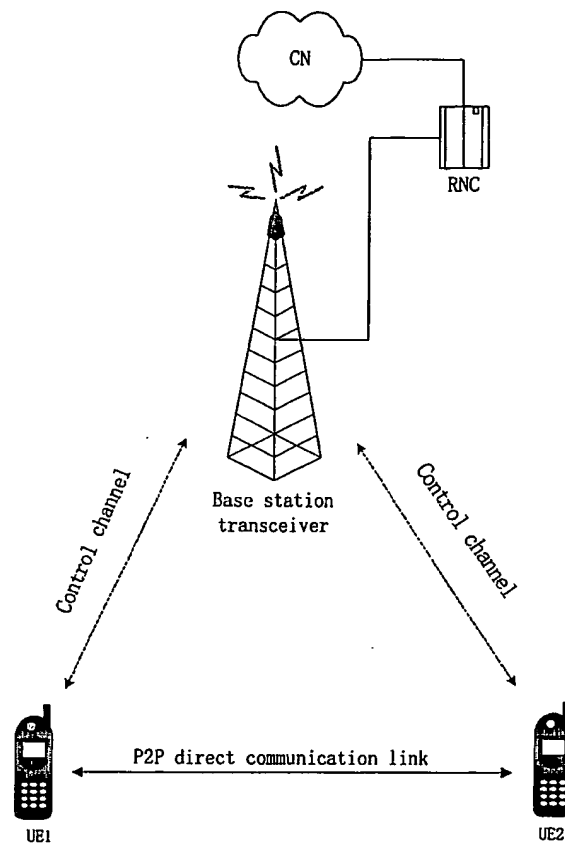 CN
RNC
Base station
transceiver
Control channel
Control channel
P2P direct communication link
UE1
UE2